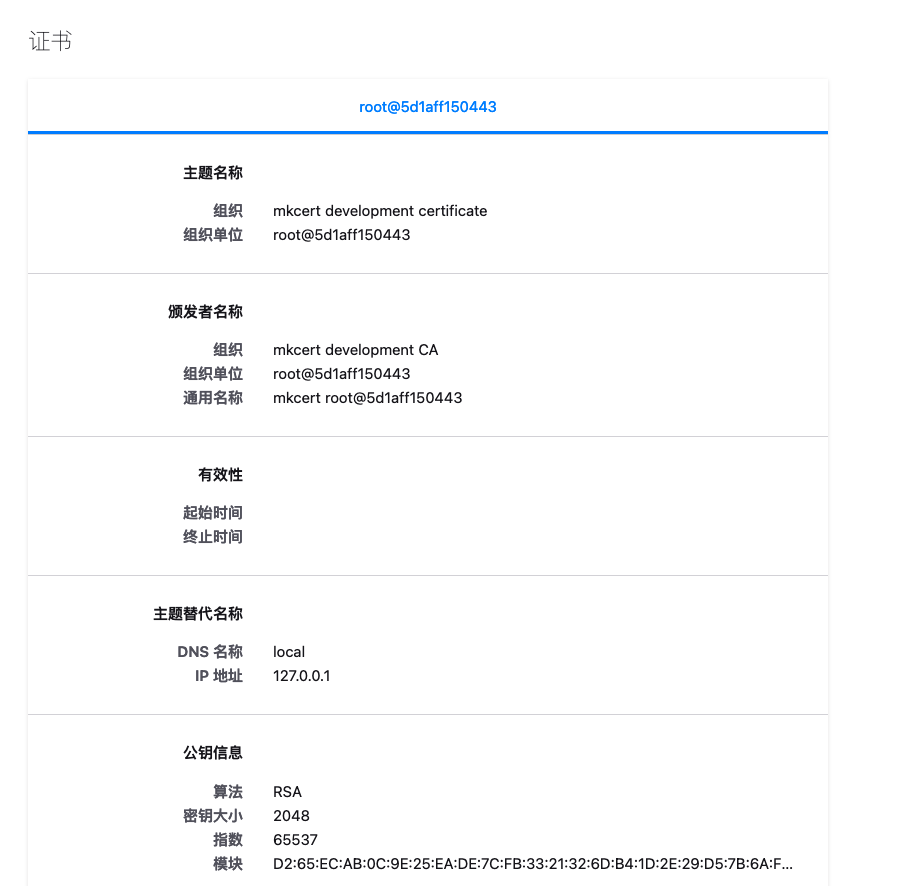 证书
root@5d1aff150443
主题名称
组织 mkcert development certificate
组织单位 root@5d1aff150443
颁发者名称
组织 mkcert development CA
组织单位 root@5d1aff150443
通用名称 mkcert root@5d1aff150443
有效性
起始时间
终止时间
主题替代名称
DNS 名称 local
IP 地址 127.0.0.1
公钥信息
算法 RSA
密钥大小 2048
指数 65537
模块 D2:65:EC:AB:0C:9E:25:EA:DE:7C:FB:33:21:32:6D:B4:1D:2E:29:D5:7B:6A:F...